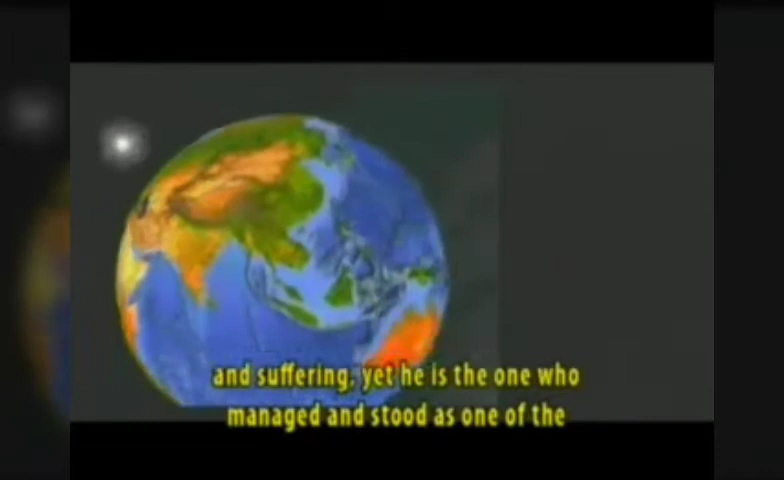 and suffering, yet he is the one who
managed and stood as one of the